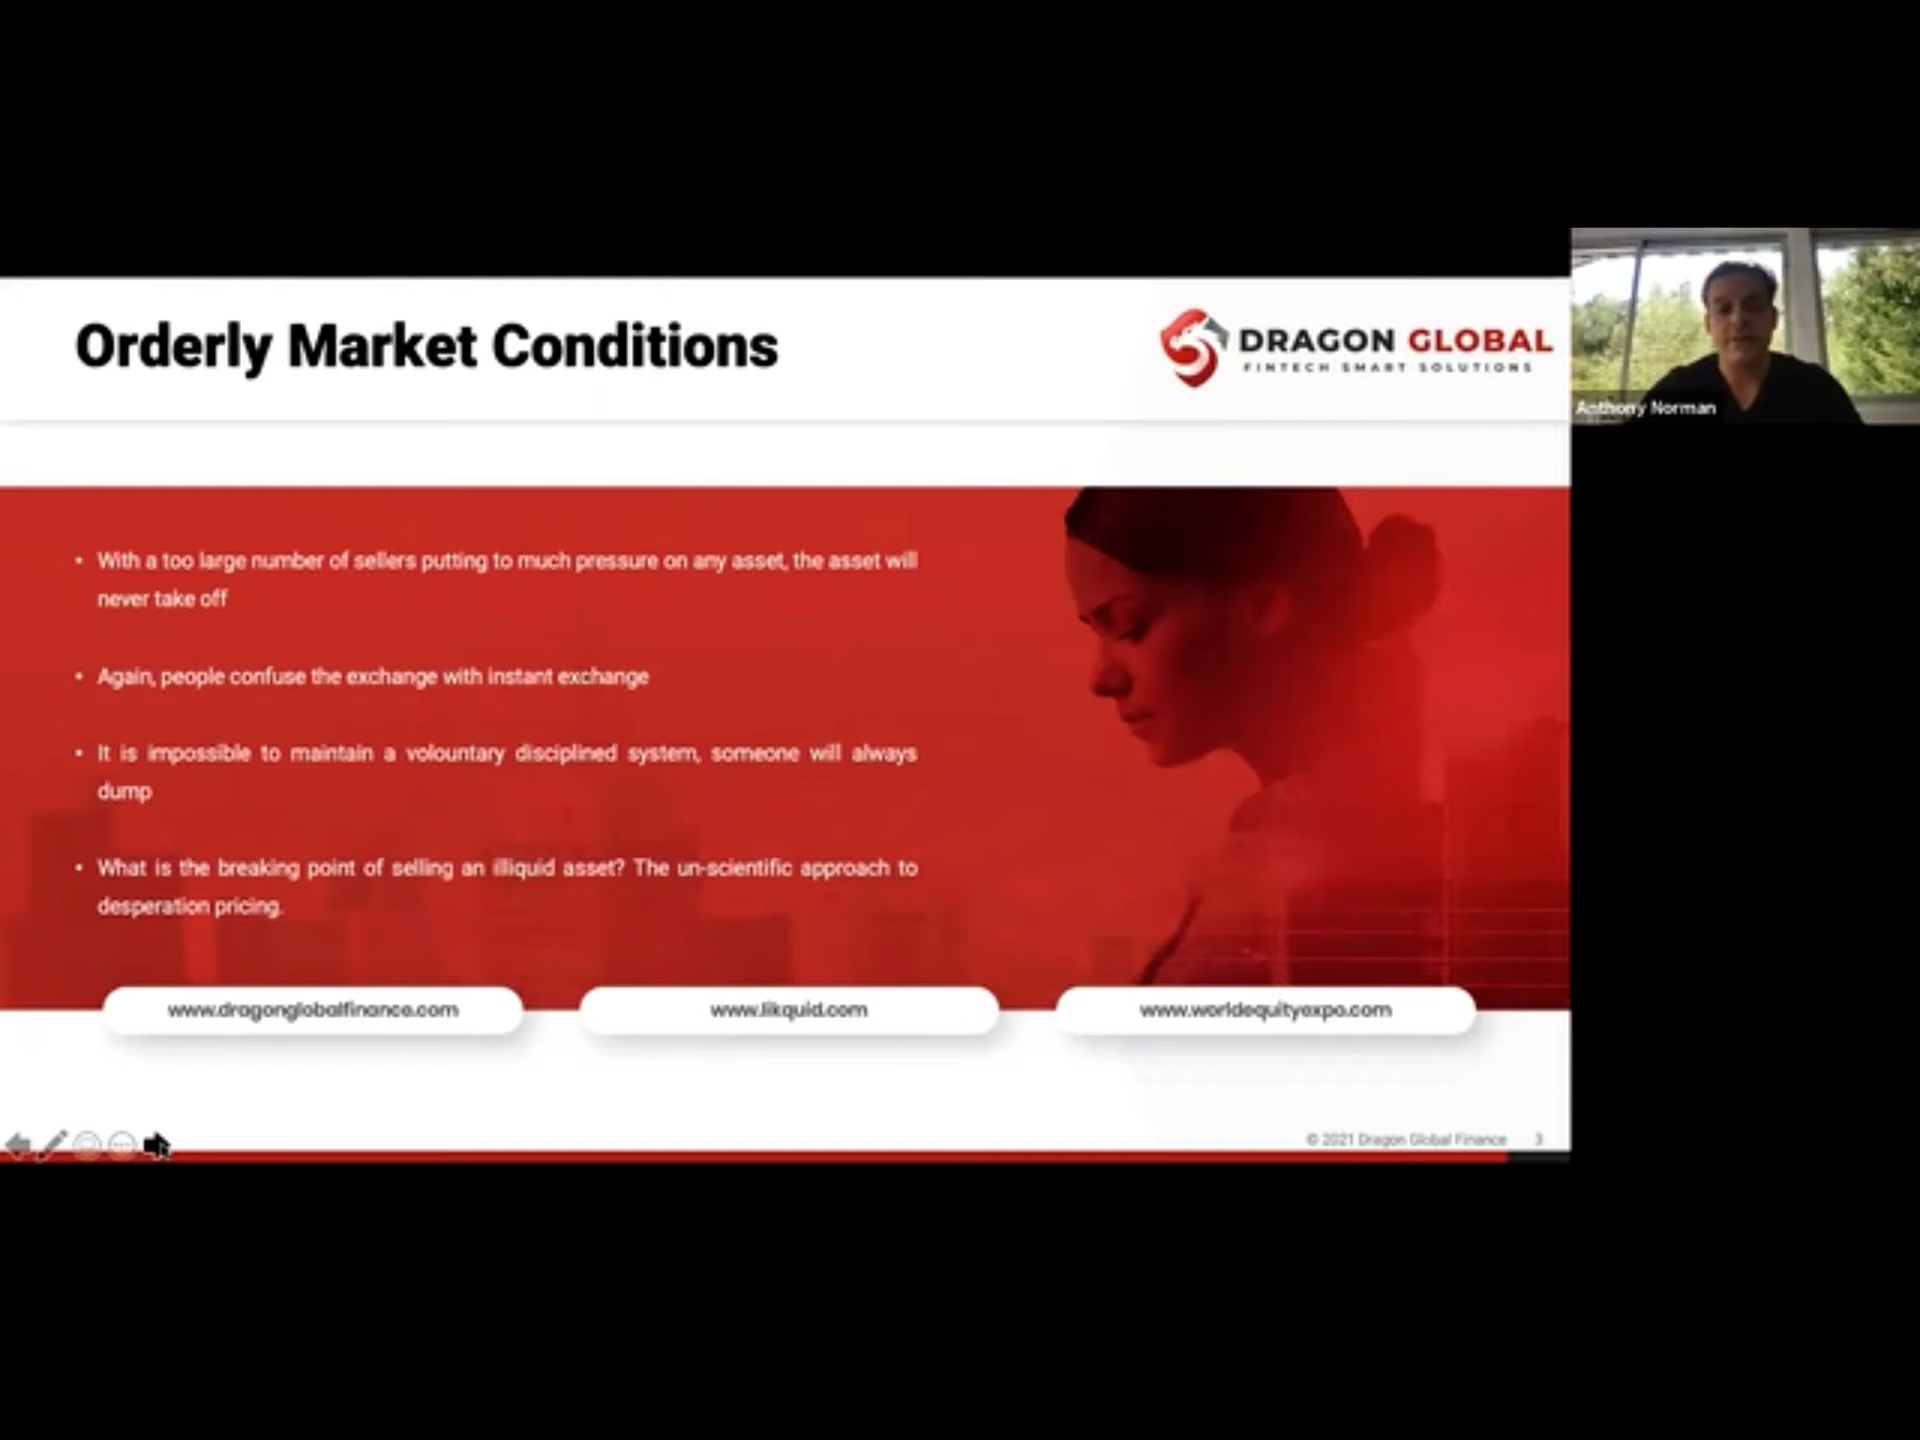 Orderly Market Conditions
DRAGON GLOBAL
FINTECH SMART SOLUTIONS
Anthony Norman
• With a too large number of sellers putting to much pressure on any asset, the asset will
never take off
• Again, people confuse the exchange with instant exchange
• It is impossible to maintain a volountary disciplined system, someone will always
dump
• What is the breaking point of selling an illiquid asset? The un-scientific approach to
desperation pricing.
www.dragonglobalfinance.com
www.likquid.com
www.worldequityexpo.com
© 2021 Dragon Global Finance 3